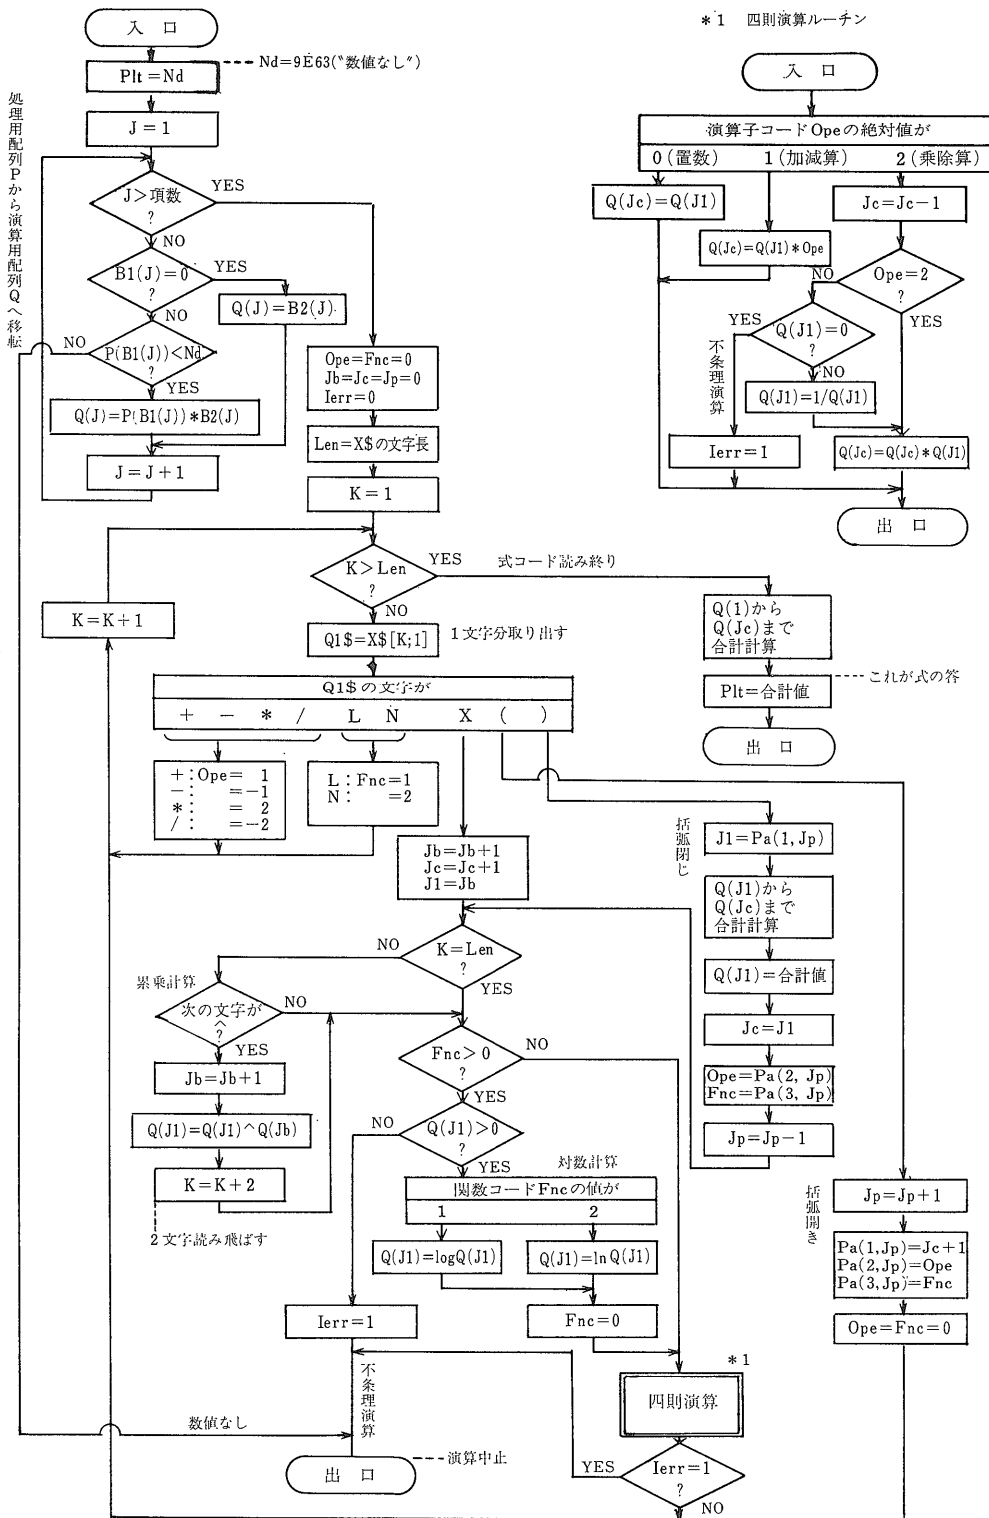 入 口
Plt=Nd
Nd=9E63("数値なし")
J=1
処理用配列Pから演算用配列Qへ移転
J>項数
?
YES
NO
B1(J)=0
?
YES
NO
Q(J)=B2(J)
P(B1(J))<Nd
?
NO
YES
Q(J)=P(B1(J))*B2(J)
J=J+1
Ope=Fnc=0
Jb=Jc=Jp=0
Ierr=0
Len=X$の文字長
K=1
K>Len
?
YES
式コード読み終り
NO
K=K+1
Q1$=X$[K;1]
1文字分取り出す
Q(1)から
Q(Jc)まで
合計計算
Plt=合計値
これが式の答
出 口
Q1$の文字が
+ - * / L N X ( )
+:Ope= 1
-: =-1
*: = 2
/: =-2
L:Fnc=1
N: =2
Jb=Jb+1
Jc=Jc+1
J1=Jb
括弧閉じ
J1=Pa(1,Jp)
Q(J1)から
Q(Jc)まで
合計計算
Q(J1)=合計値
Jc=J1
Ope=Pa(2,Jp)
Fnc=Pa(3,Jp)
Jp=Jp-1
K=Len
?
NO
YES
累乗計算
次の文字が
^
?
NO
YES
Jb=Jb+1
Q(J1)=Q(J1)^Q(Jb)
K=K+2
2文字読み飛ばす
Fnc>0
?
NO
YES
Q(J1)>0
?
NO
YES
対数計算
関数コードFncの値が
1 2
Q(J1)=logQ(J1)
Q(J1)=lnQ(J1)
Ierr=1
Fnc=0
括弧開き
Jp=Jp+1
Pa(1,Jp)=Jc+1
Pa(2,Jp)=Ope
Pa(3,Jp)=Fnc
Ope=Fnc=0
*1
四則演算
不条理演算
数値なし
出 口
演算中止
Ierr=1
?
YES
NO
*1 四則演算ルーチン
入 口
演算子コードOpeの絶対値が
0(置数) 1(加減算) 2(乗除算)
Q(Jc)=Q(J1)
Jc=Jc-1
Q(Jc)=Q(J1)*Ope
Ope=2
?
NO
YES
Q(J1)=0
?
YES
NO
不条理演算
Q(J1)=1/Q(J1)
Ierr=1
Q(Jc)=Q(Jc)*Q(J1)
出 口